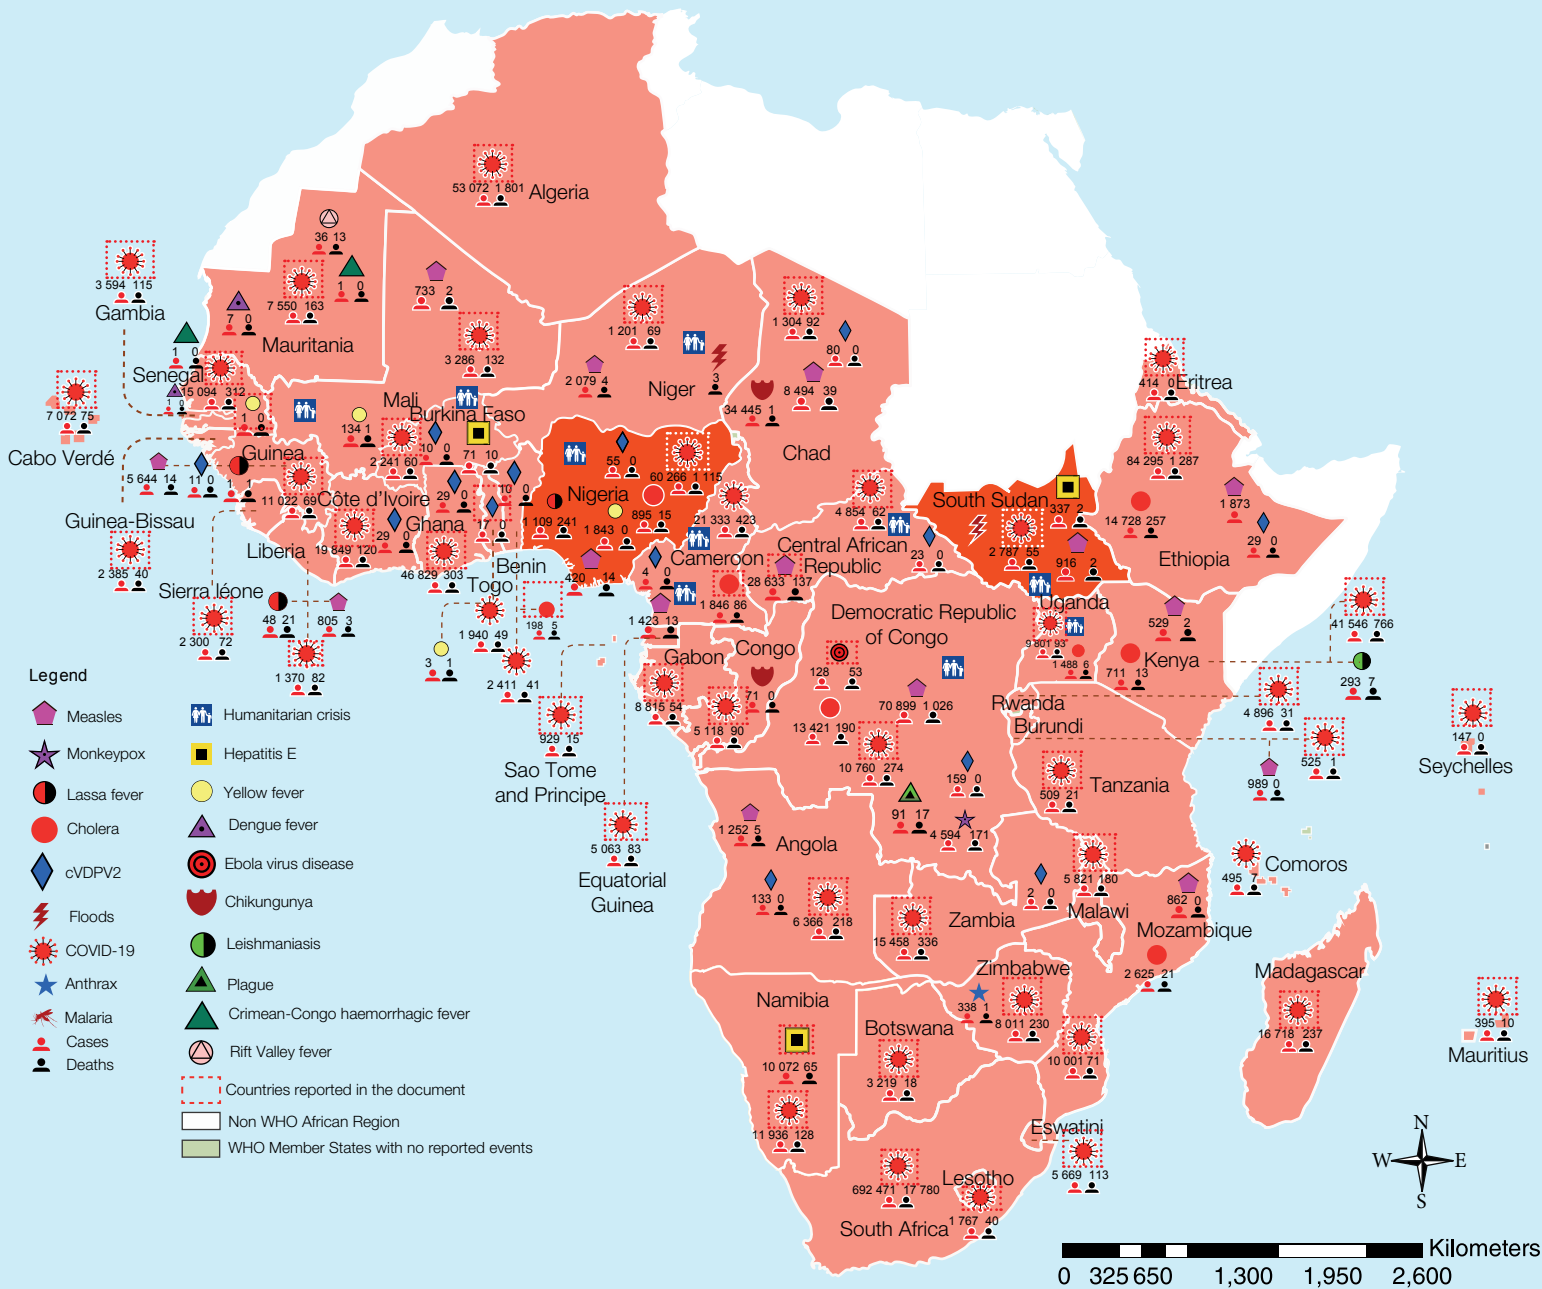 53 072 1 801
Algeria
36 13
1 0
3 594 115
Gambia
7 550 163
7 0
Mauritania
733 2
3 286 132
1 201 69
1 304 92
80 0
1 0
Senegal
15 094 312
1 0
7 072 75
Cabo Verdé
1 0
Mali
134 1
2 079 4
Niger
3
8 494 39
34 445 1
Chad
414 0
Eritrea
84 295 1 287
Burkina Faso
2 241 60
10 0
71 10
55 0
60 266 1 115
Nigeria
895 15
1 109 241
1 843 0
420 14
Guinea
5 644 14
11 0
1 1
11 022 69
Côte d'Ivoire
29 0
10 0
17 0
Ghana
29 0
19 849 120
46 829 303
Guinea-Bissau
2 385 40
Liberia
Sierra léone
2 300 72
48 21
805 3
1 370 82
Benin
Togo
1 940 49
198 5
3 1
2 411 41
21 333 423
Cameroon
4 0
1 846 86
1 423 13
4 854 62
Central African
Republic
28 633 137
23 0
South Sudan
337 2
2 787 55
916 2
14 728 257
1 873
29 0
Ethiopia
Uganda
9 801 93
1 488 6
529 2
711 13
Kenya
41 546 766
293 7
Democratic Republic
of Congo
128 53
70 899 1 026
13 421 190
10 760 274
159 0
91 17
4 594 171
Congo
71 0
5 118 90
Gabon
8 815 54
929 15
Sao Tome
and Principe
5 063 83
Equatorial
Guinea
Rwanda
Burundi
4 896 31
525 1
989 0
147 0
Seychelles
Tanzania
509 21
1 252 5
Angola
133 0
6 366 218
Zambia
15 458 336
2 0
5 821 180
Malawi
862 0
Mozambique
2 625 21
10 001 71
495 7
Comoros
Madagascar
16 718 237
395 10
Mauritius
Zimbabwe
338 1
8 011 230
Namibia
10 072 65
11 936 128
Botswana
3 219 18
Eswatini
5 669 113
Lesotho
1 767 40
692 471 17 780
South Africa
Legend
Measles
Monkeypox
Lassa fever
Cholera
cVDPV2
Floods
COVID-19
Anthrax
Malaria
Cases
Deaths
Humanitarian crisis
Hepatitis E
Yellow fever
Dengue fever
Ebola virus disease
Chikungunya
Leishmaniasis
Plague
Crimean-Congo haemorrhagic fever
Rift Valley fever
Countries reported in the document
Non WHO African Region
WHO Member States with no reported events
N
W E
S
Kilometers
0 325 650 1,300 1,950 2,600